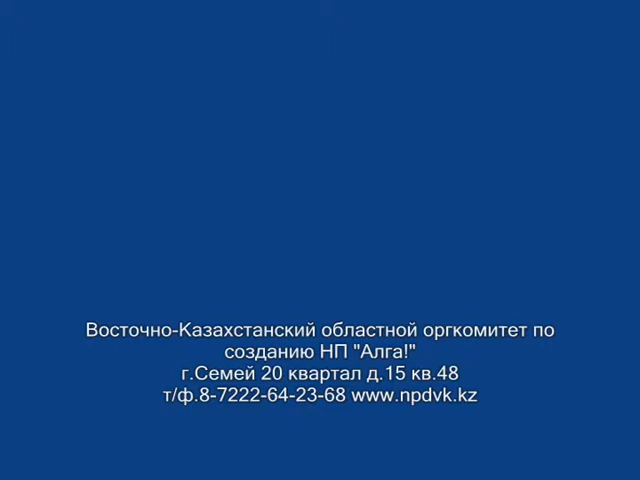 Восточно-Казахстанский областной оргкомитет по
созданию НП "Алга!"
г.Семей 20 квартал д.15 кв.48
т/ф.8-7222-64-23-68 www.npdvk.kz